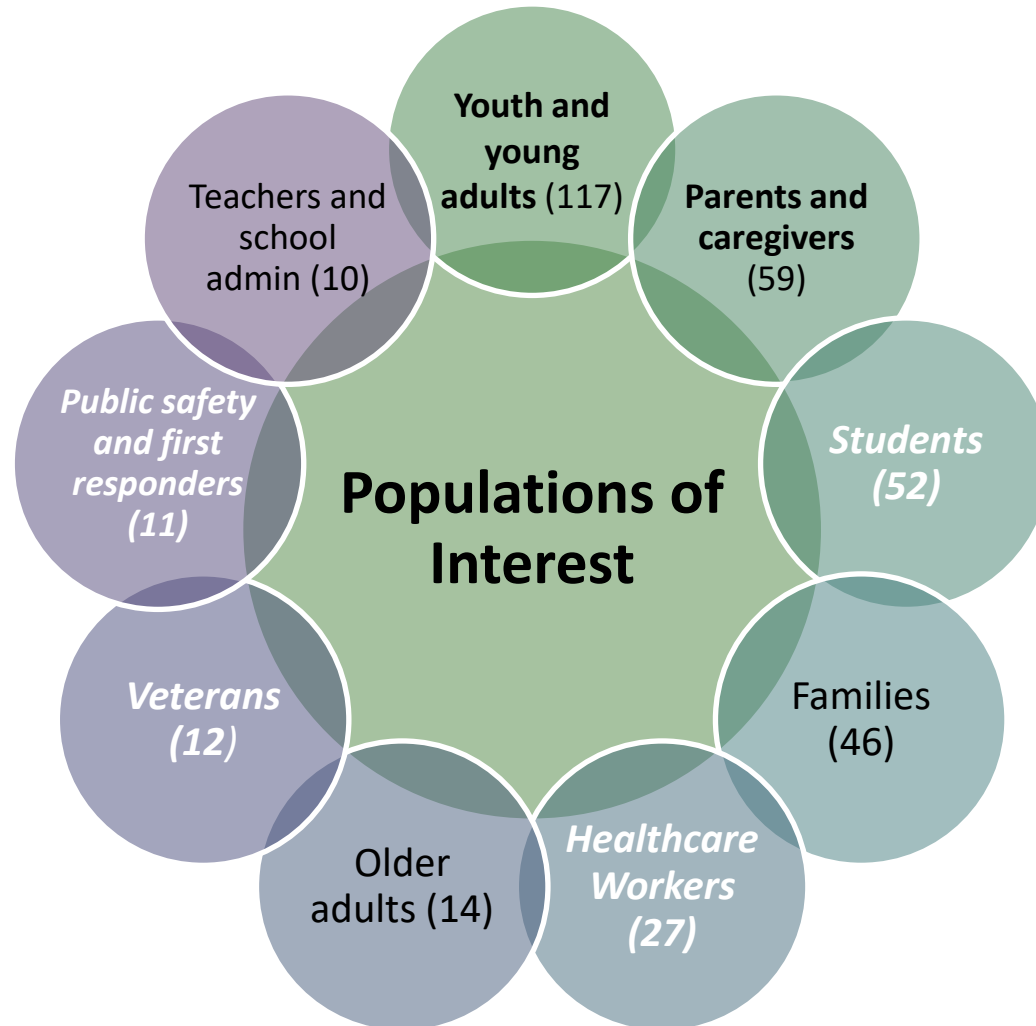 Youth and
young
adults (117)
Parents and
caregivers
(59)
Students
(52)
Families
(46)
Healthcare
Workers
(27)
Older
adults (14)
Veterans
(12)
Public safety
and first
responders
(11)
Teachers and
school
admin (10)
Populations of
Interest